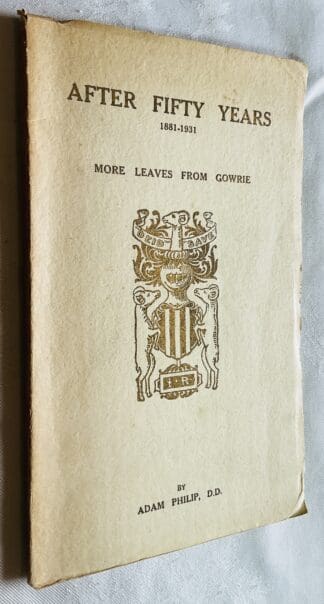 AFTER FIFTY YEARS
1881-1931
MORE LEAVES FROM GOWRIE
BY
ADAM PHILIP, D.D.